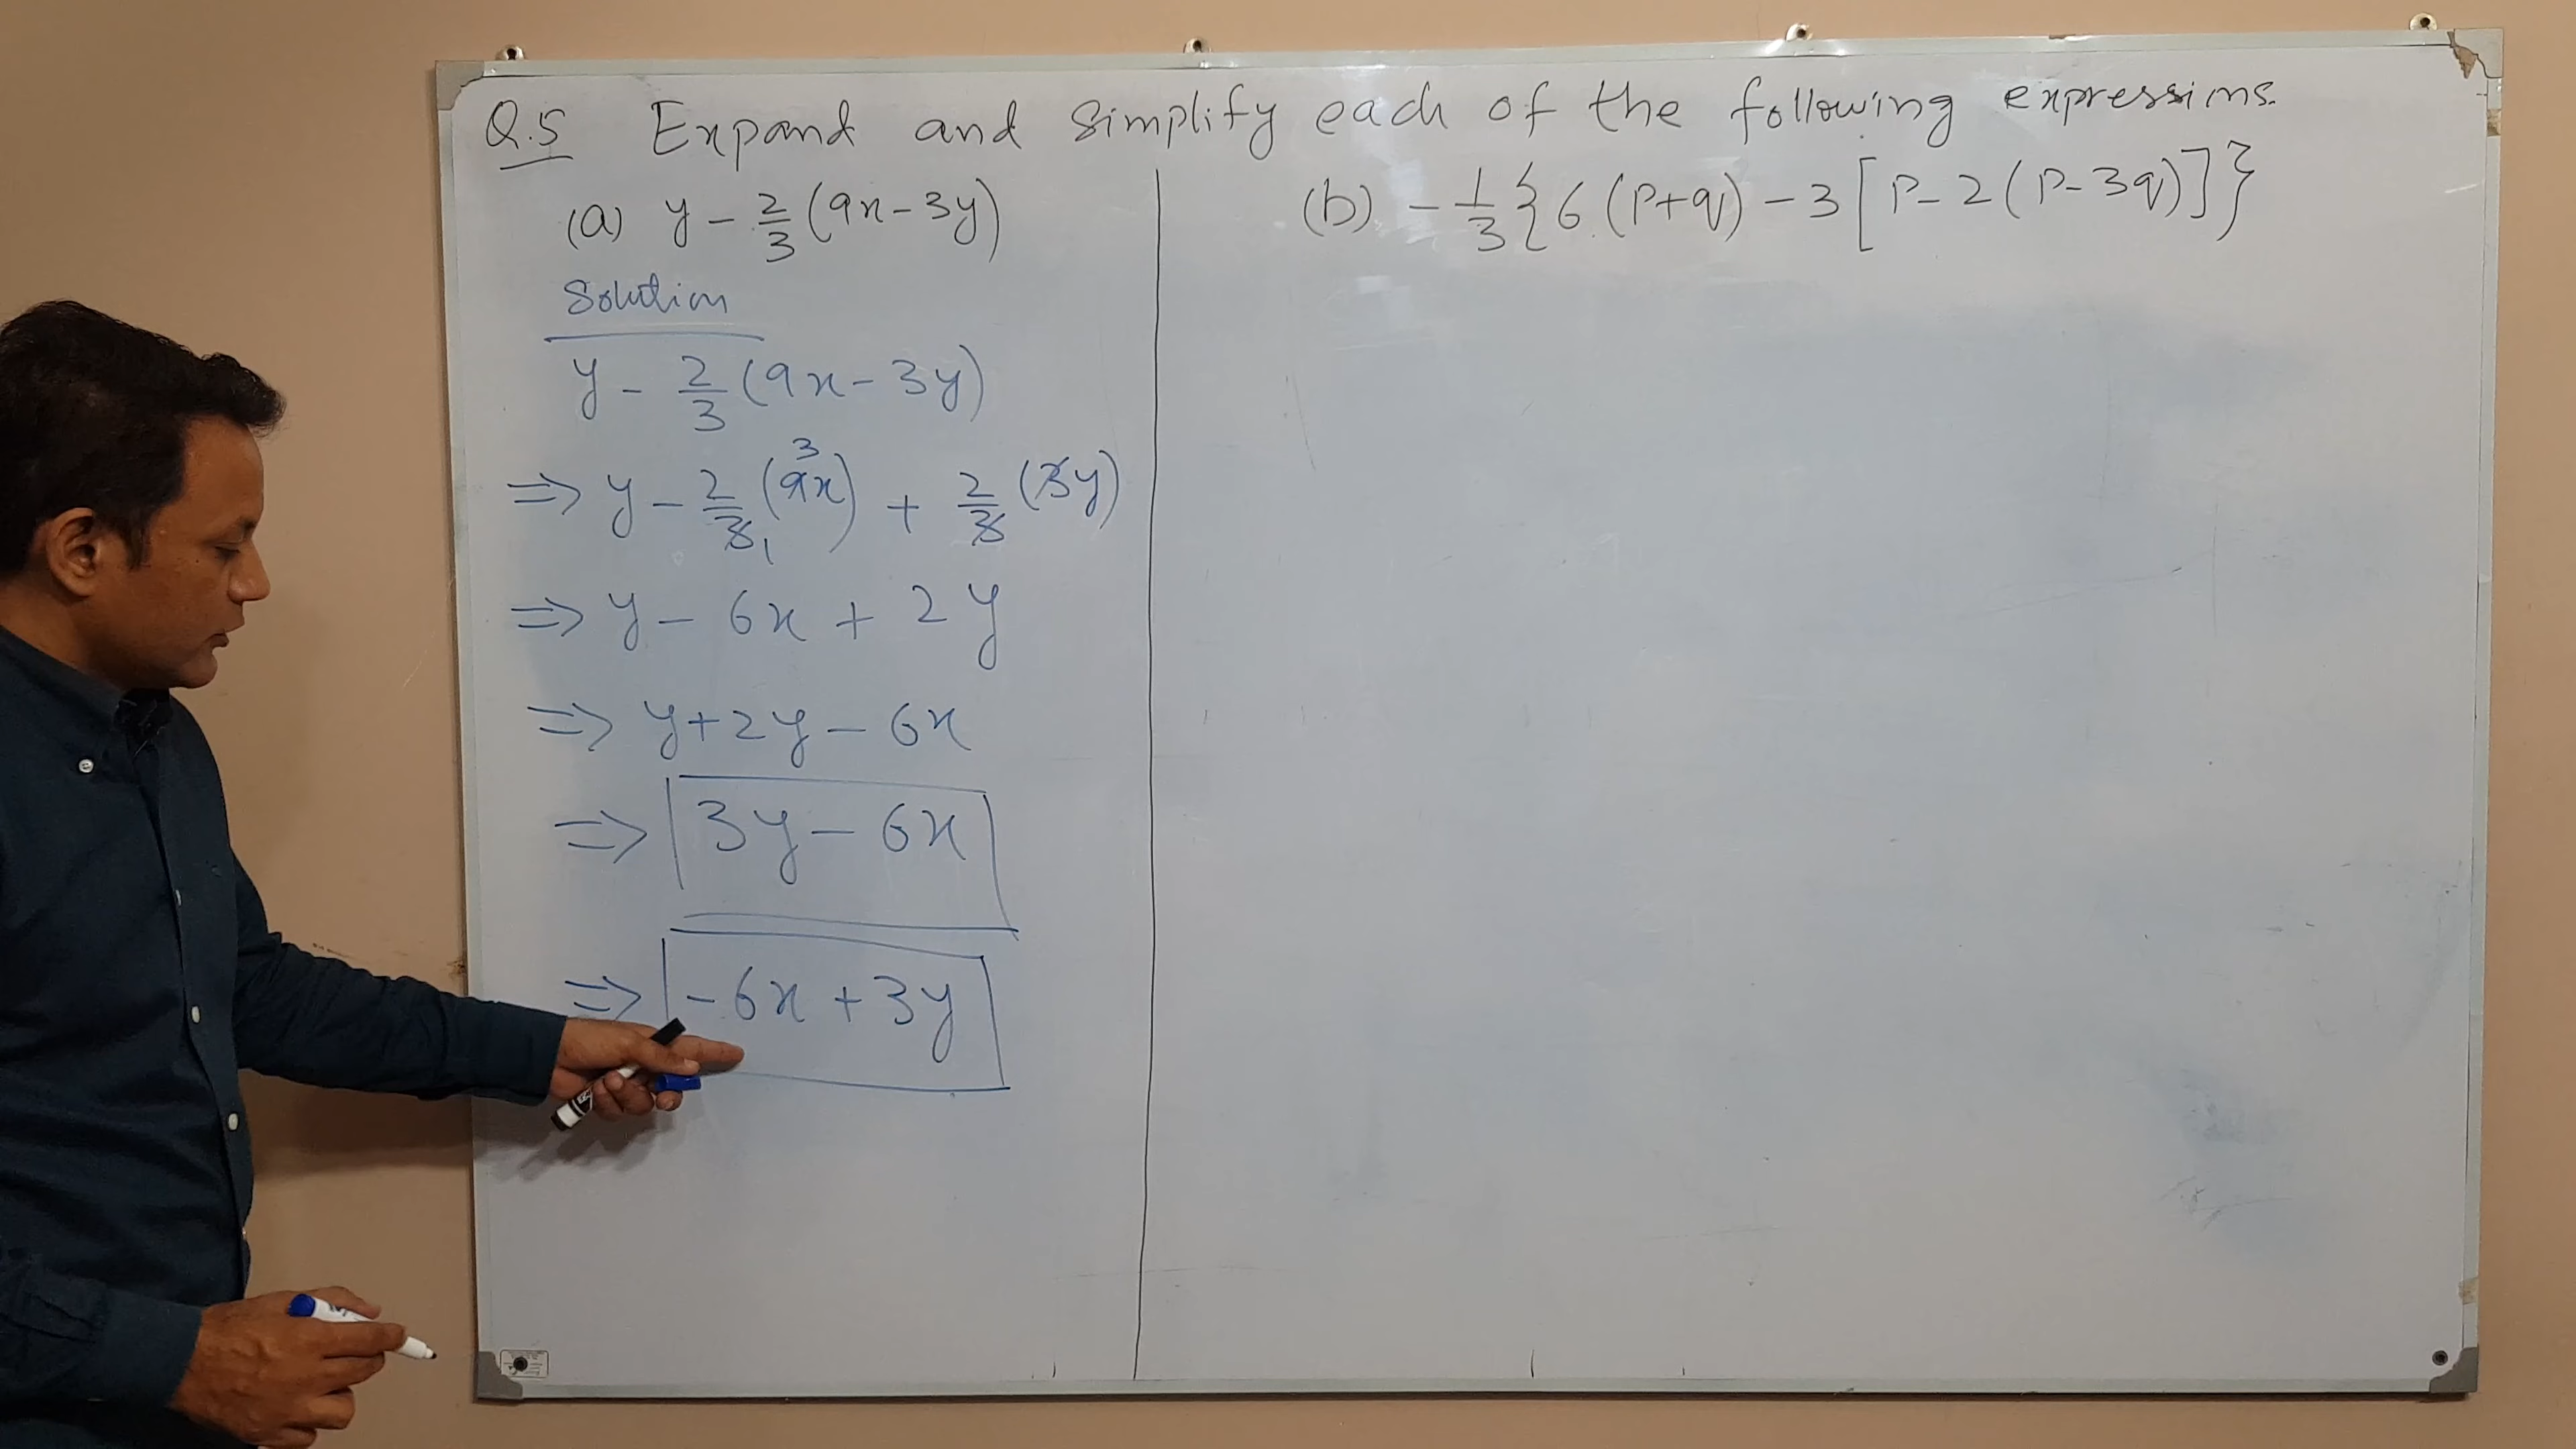 Q.5 Expand and simplify each of the following expressions.
(a) y - 2/3 (9x - 3y)
Solution
y - 2/3 (9x - 3y)
⇒ y - 2/3 1 (9x) 3 + 2/3 (3y)
⇒ y - 6x + 2y
⇒ y + 2y - 6x
⇒ 3y - 6x
⇒ -6x + 3y
(b) - 1/3 { 6 (p+q) - 3 [ p - 2 ( p - 3q) ] }